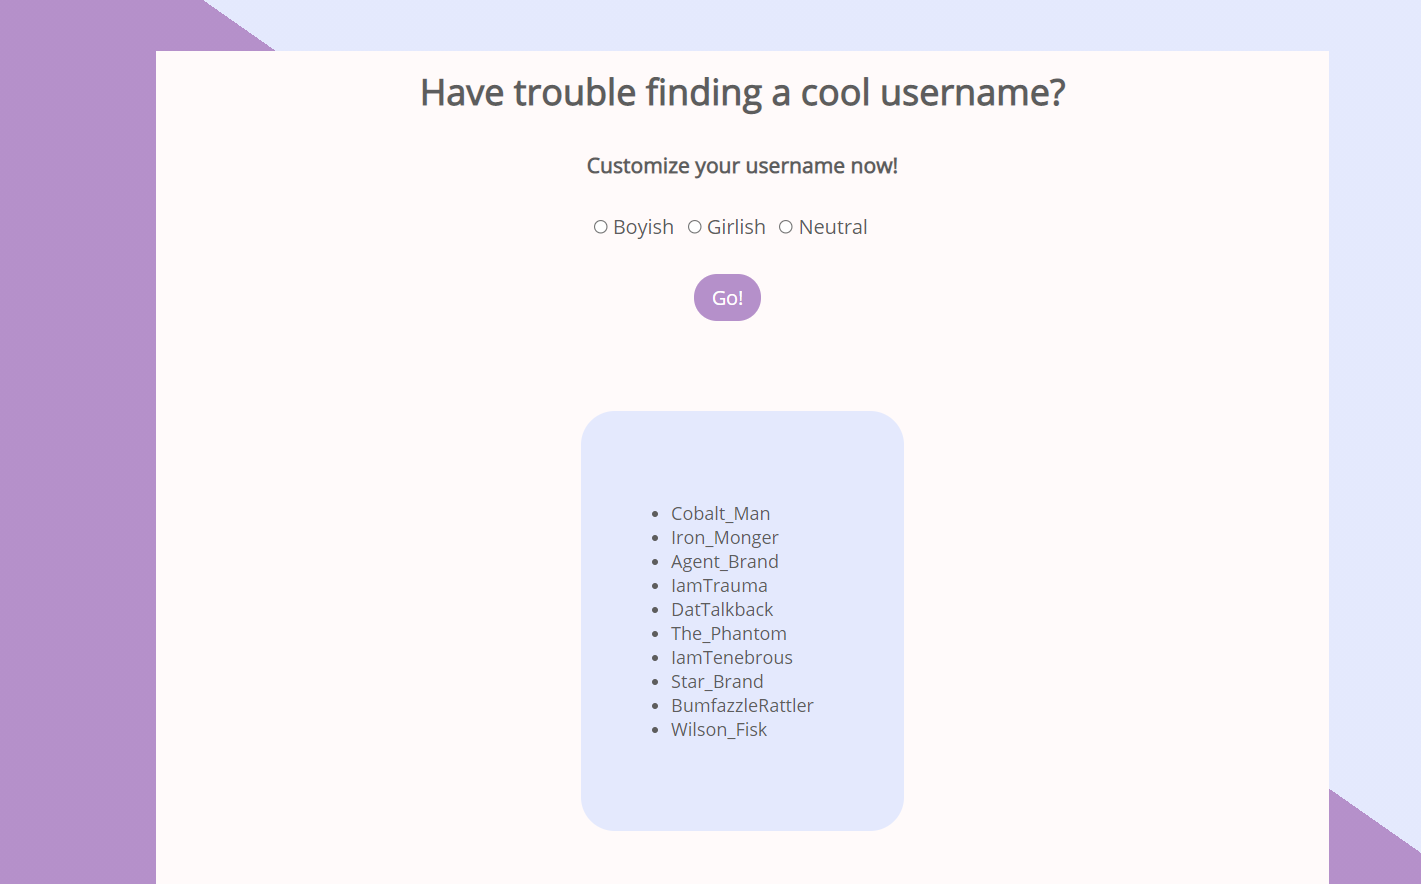 Have trouble finding a cool username?
Customize your username now!
Boyish Girlish Neutral
Go!
Cobalt_Man
Iron_Monger
Agent_Brand
IamTrauma
DatTalkback
The_Phantom
IamTenebrous
Star_Brand
BumfazzleRattler
Wilson_Fisk